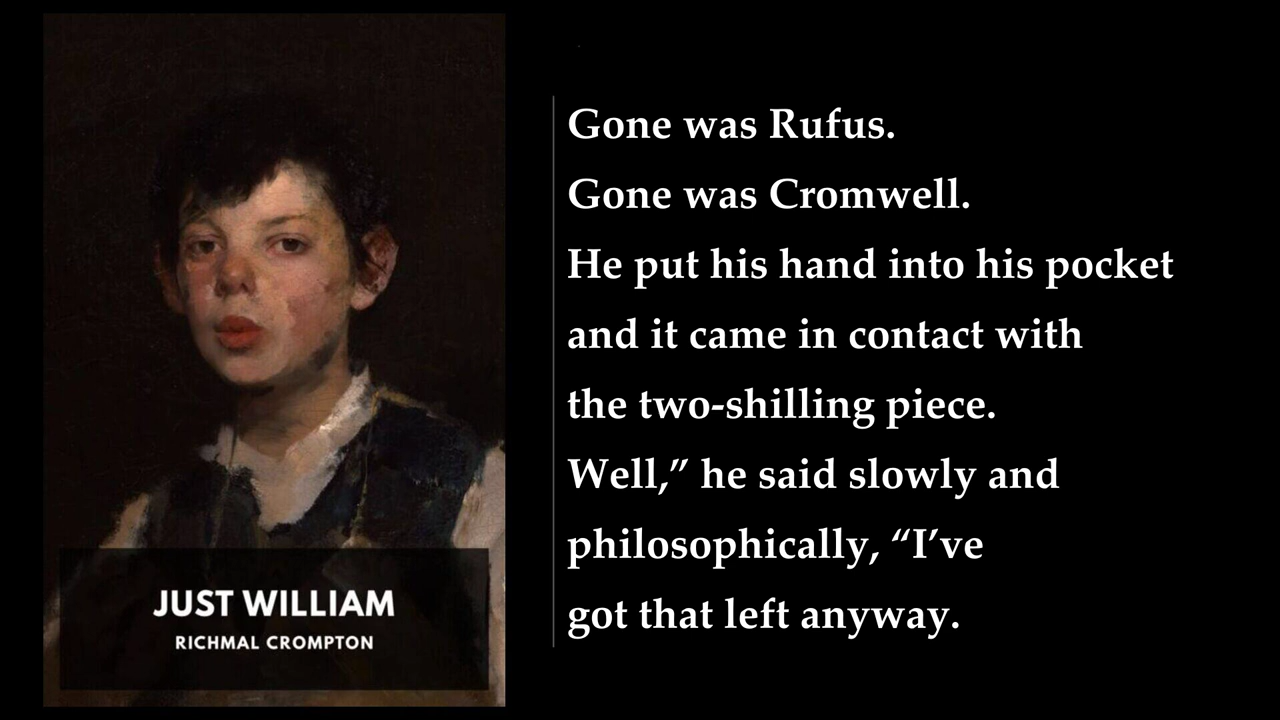 JUST WILLIAM
RICHMAL CROMPTON
Gone was Rufus.
Gone was Cromwell.
He put his hand into his pocket
and it came in contact with
the two-shilling piece.
Well,” he said slowly and
philosophically, “I’ve
got that left anyway.